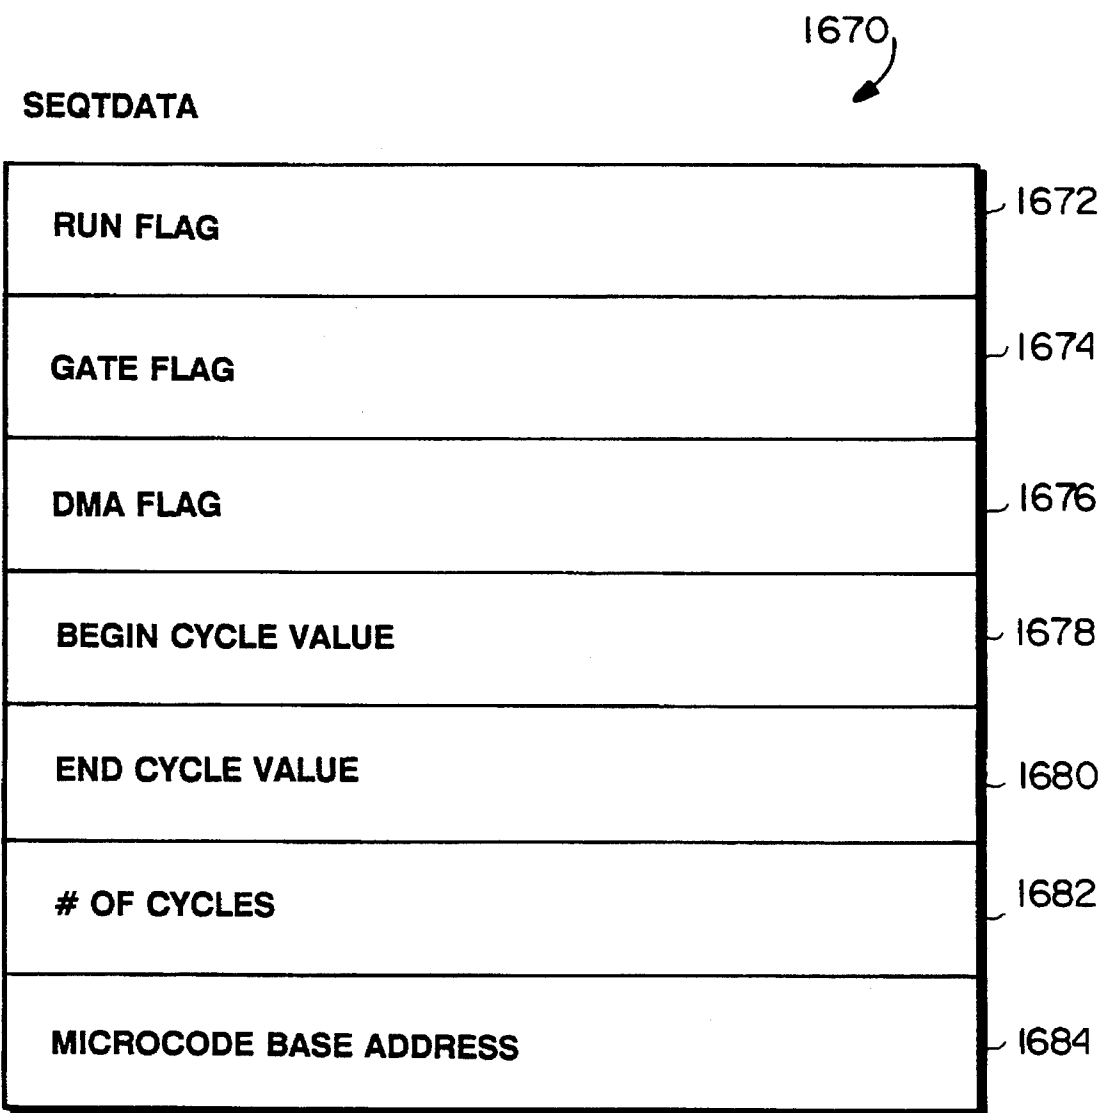 1670
SEQTDATA
RUN FLAG 1672
GATE FLAG 1674
DMA FLAG 1676
BEGIN CYCLE VALUE 1678
END CYCLE VALUE 1680
# OF CYCLES 1682
MICROCODE BASE ADDRESS 1684